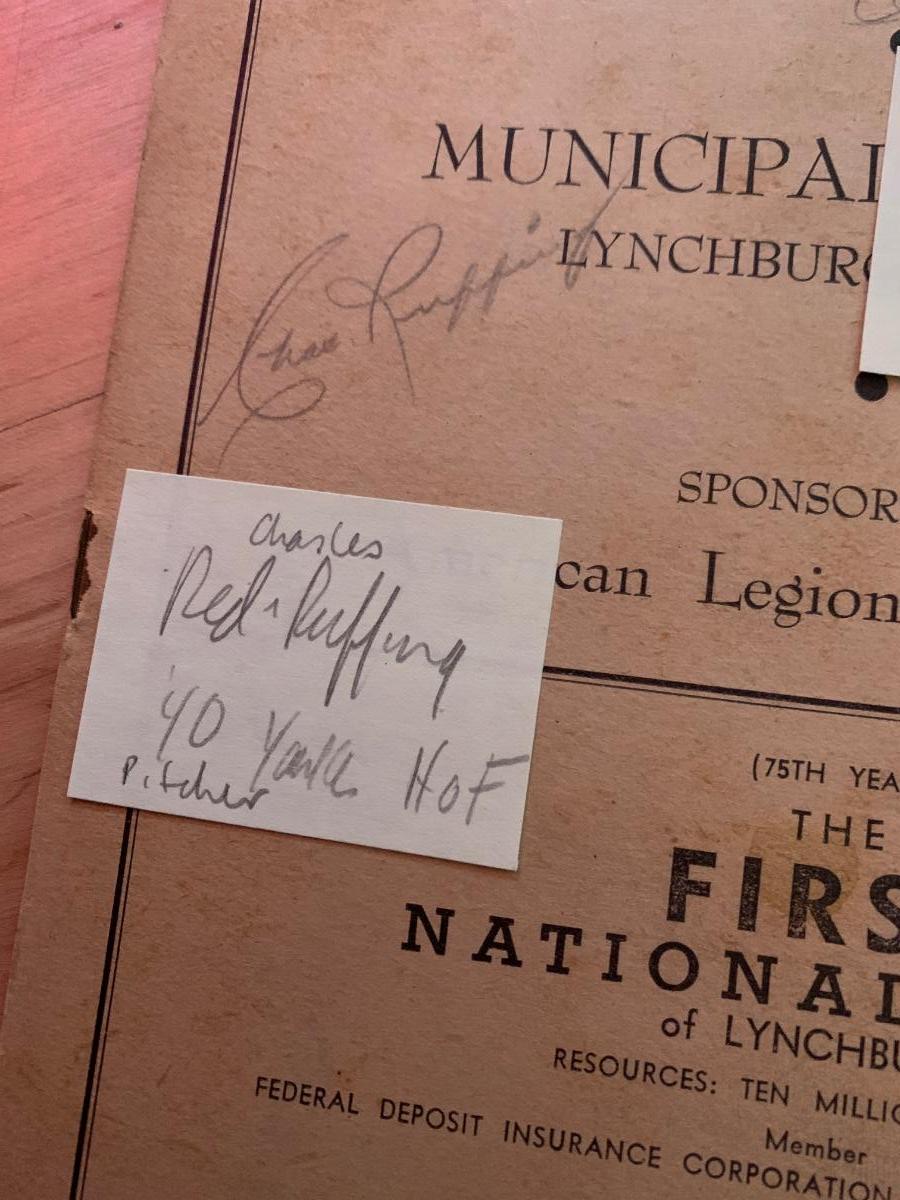 MUNICIPAL
LYNCHBURG
Chas. Ruffing
SPONSOR
can Legion
Charles
Red Ruffing
'40 Yanks HOF
Pitcher
(75TH YEA
THE
FIRS
NATIONAL
of LYNCHBU
RESOURCES: TEN MILLIO
Member
FEDERAL DEPOSIT INSURANCE CORPORATION